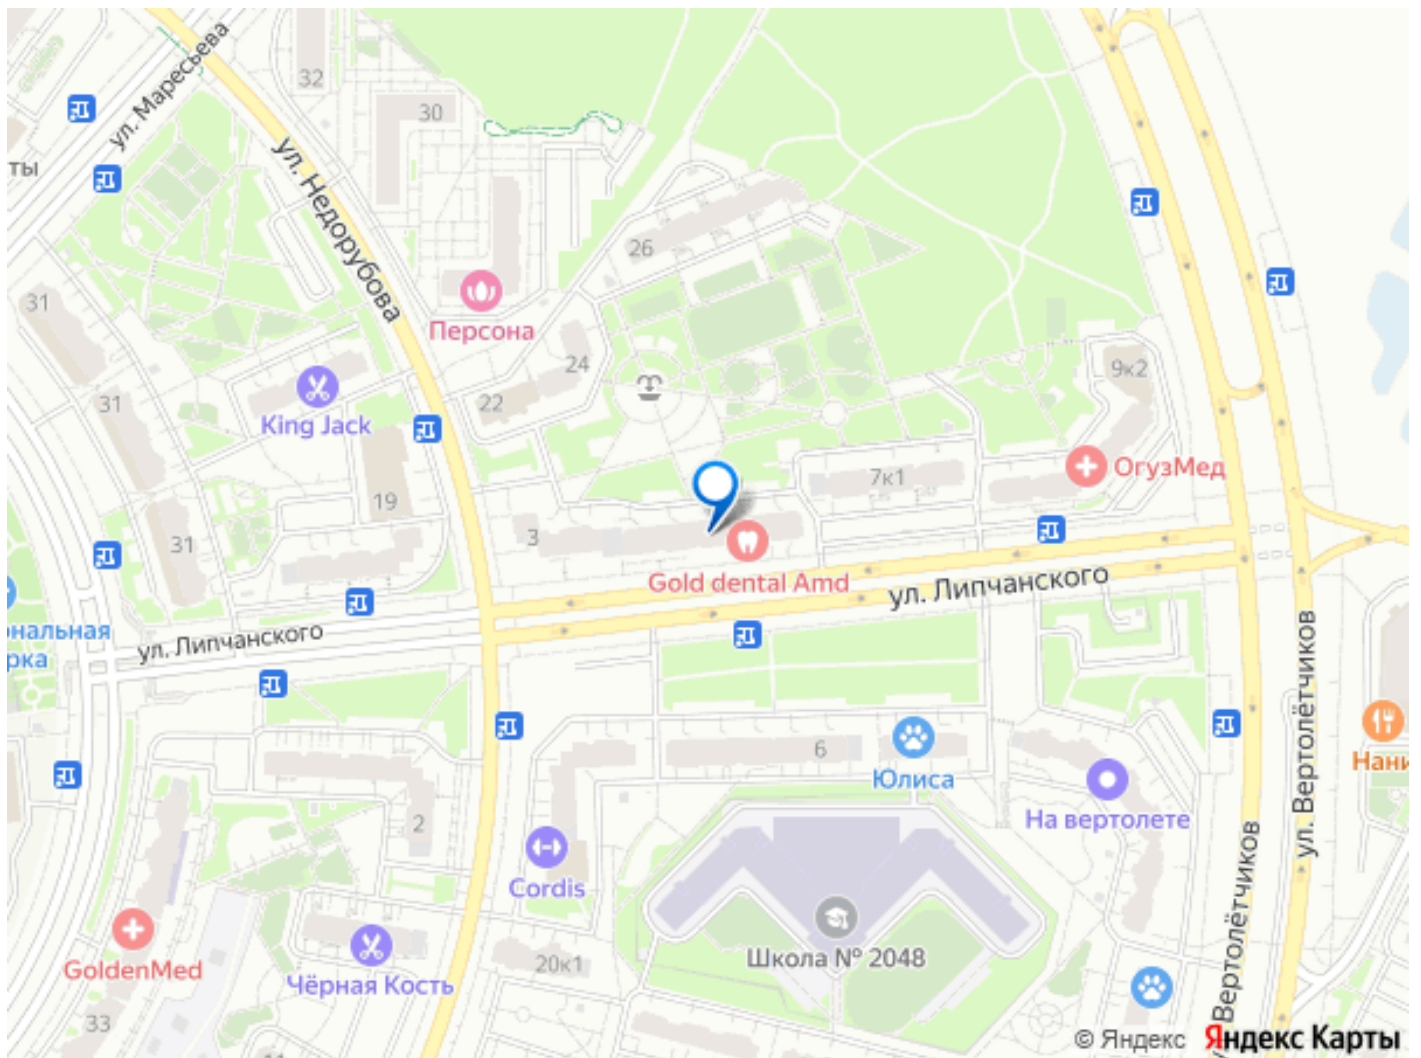 ул. Маресьева
32
30
ты
ул. Недорубова
26
31
Персона
24
9к2
31
22
King Jack
ОгузМед
7к1
19
31
3
Gold dental Amd
ул. Липчанского
ональная
рка
ул. Липчанского
ул. Вертолётчиков
6
Юлиса
Нани
2
На вертолете
Cordis
Вертолётчиков
GoldenMed
Чёрная Кость
20к1
Школа № 2048
33
© Яндекс Яндекс Карты